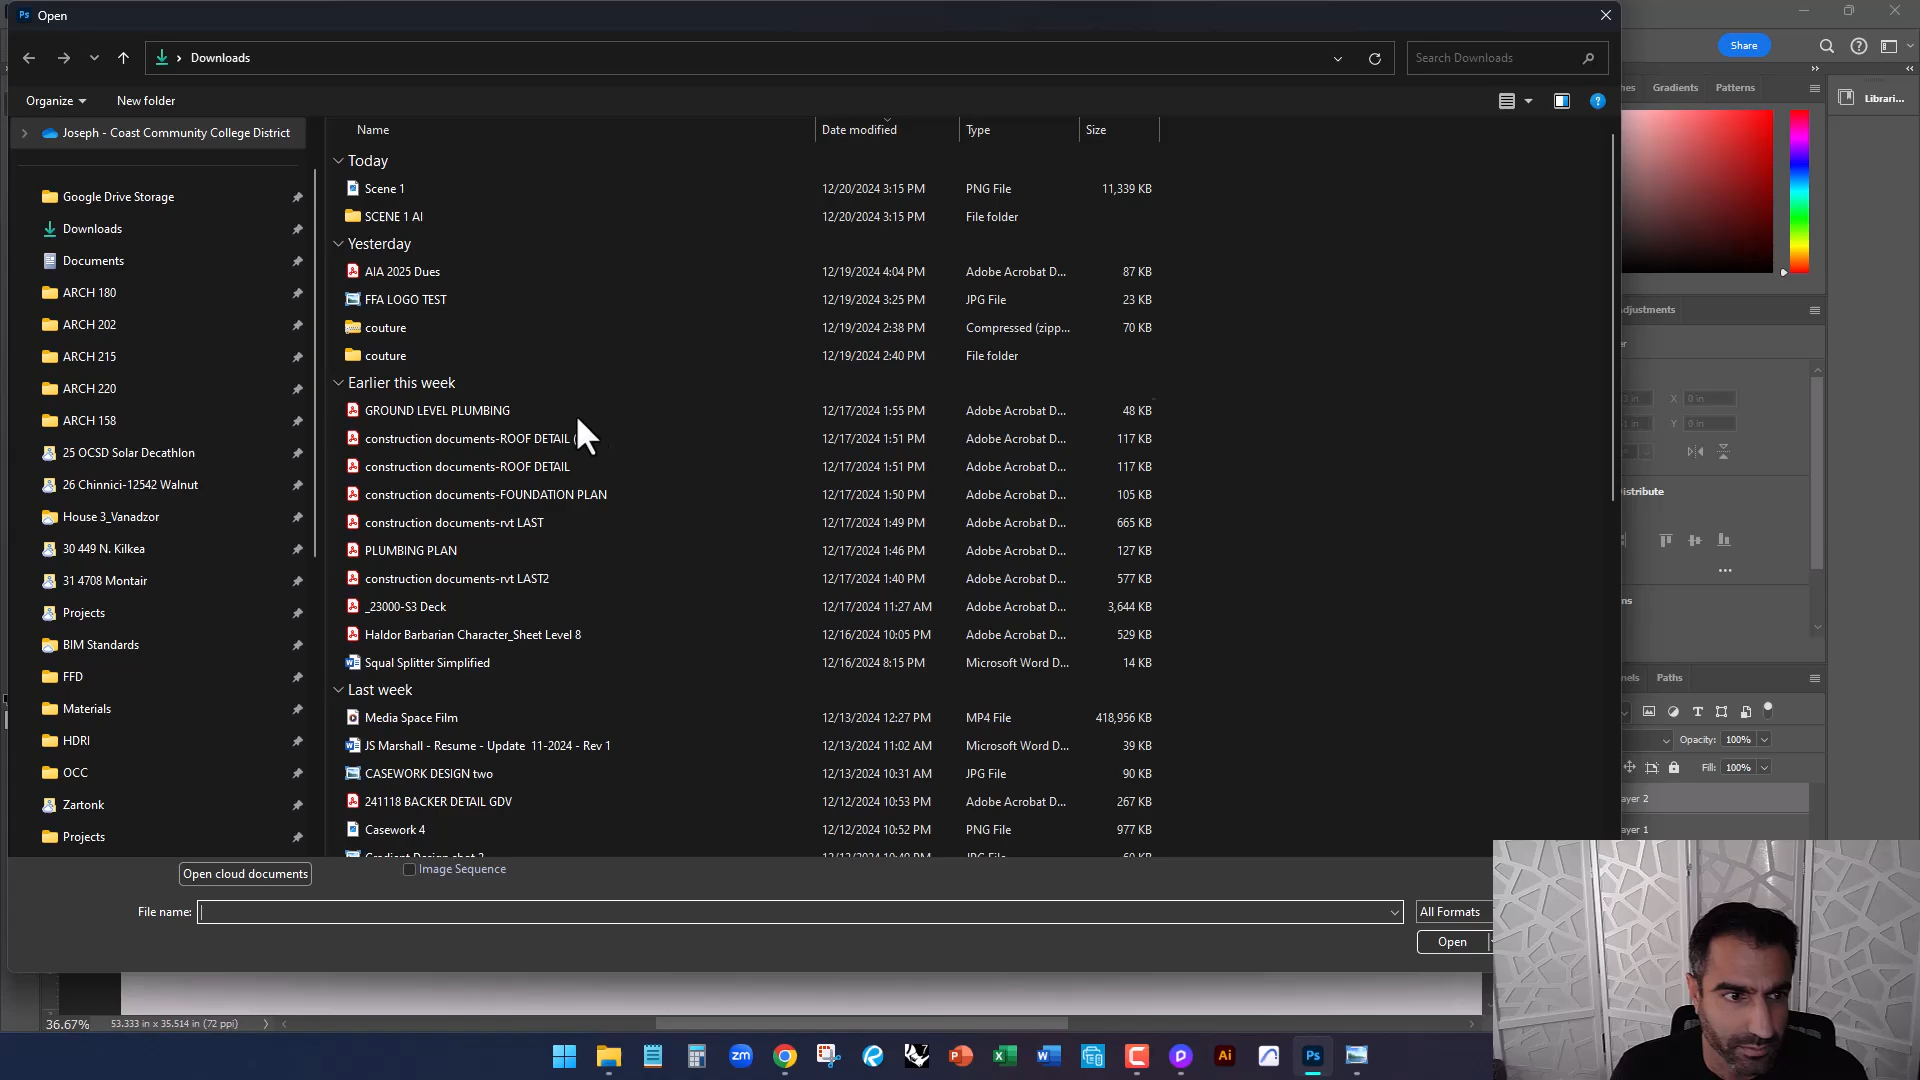 Ps Open
Downloads
Search Downloads
Share
Organize
New folder
Joseph - Coast Community College District
Google Drive Storage
Downloads
Documents
ARCH 180
ARCH 202
ARCH 215
ARCH 220
ARCH 158
25 OCSD Solar Decathlon
26 Chinnici-12542 Walnut
House 3_Vanadzor
30 449 N. Kilkea
31 4708 Montair
Projects
BIM Standards
FFD
Materials
HDRI
OCC
Zartonk
Projects
Name Date modified Type Size
Today
Scene 1 12/20/2024 3:15 PM PNG File 11,339 KB
SCENE 1 AI 12/20/2024 3:15 PM File folder
Yesterday
AIA 2025 Dues 12/19/2024 4:04 PM Adobe Acrobat D... 87 KB
FFA LOGO TEST 12/19/2024 3:25 PM JPG File 23 KB
couture 12/19/2024 2:38 PM Compressed (zipp... 70 KB
couture 12/19/2024 2:40 PM File folder
Earlier this week
GROUND LEVEL PLUMBING 12/17/2024 1:55 PM Adobe Acrobat D... 48 KB
construction documents-ROOF DETAIL ( 12/17/2024 1:51 PM Adobe Acrobat D... 117 KB
construction documents-ROOF DETAIL 12/17/2024 1:51 PM Adobe Acrobat D... 117 KB
construction documents-FOUNDATION PLAN 12/17/2024 1:50 PM Adobe Acrobat D... 105 KB
construction documents-rvt LAST 12/17/2024 1:49 PM Adobe Acrobat D... 665 KB
PLUMBING PLAN 12/17/2024 1:46 PM Adobe Acrobat D... 127 KB
construction documents-rvt LAST2 12/17/2024 1:40 PM Adobe Acrobat D... 577 KB
_23000-S3 Deck 12/17/2024 11:27 AM Adobe Acrobat D... 3,644 KB
Haldor Barbarian Character_Sheet Level 8 12/16/2024 10:05 PM Adobe Acrobat D... 529 KB
Squal Splitter Simplified 12/16/2024 8:15 PM Microsoft Word D... 14 KB
Last week
Media Space Film 12/13/2024 12:27 PM MP4 File 418,956 KB
JS Marshall - Resume - Update 11-2024 - Rev 1 12/13/2024 11:02 AM Microsoft Word D... 39 KB
CASEWORK DESIGN two 12/13/2024 10:31 AM JPG File 90 KB
241118 BACKER DETAIL GDV 12/12/2024 10:53 PM Adobe Acrobat D... 267 KB
Casework 4 12/12/2024 10:52 PM PNG File 977 KB
Open cloud documents
Image Sequence
File name:
All Formats
Open
hes Gradients Patterns
Librari...
djustments
X 0 in
Y 0 in
Distribute
•••
nels Paths
Opacity: 100%
Fill: 100%
ayer 2
ayer 1
36.67% 53.333 in x 35.514 in (72 ppi)
zm
7
Ai
Ps